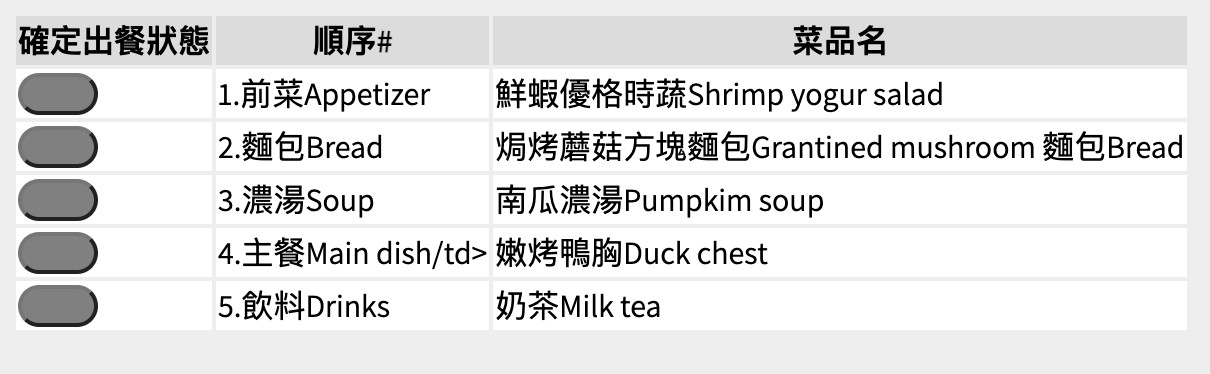 確定出餐狀態 順序# 菜品名
1.前菜Appetizer 鮮蝦優格時蔬Shrimp yogur salad
2.麵包Bread 焗烤蘑菇方塊麵包Grantined mushroom 麵包Bread
3.濃湯Soup 南瓜濃湯Pumpkim soup
4.主餐Main dish/td> 嫩烤鴨胸Duck chest
5.飲料Drinks 奶茶Milk tea